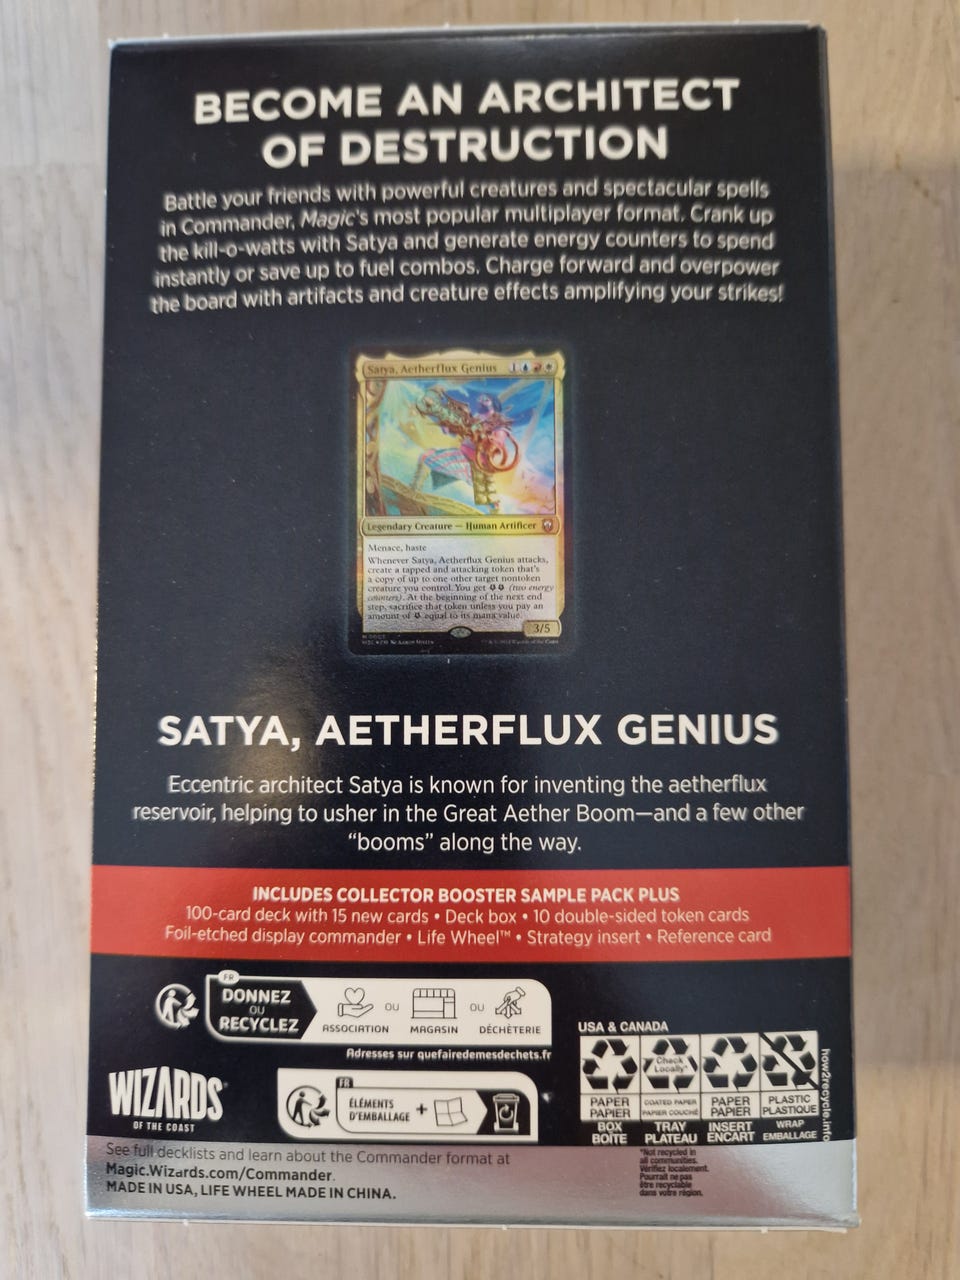 BECOME AN ARCHITECT
OF DESTRUCTION
Battle your friends with powerful creatures and spectacular spells
in Commander, Magic's most popular multiplayer format. Crank up
the kill-o-watts with Satya and generate energy counters to spend
instantly or save up to fuel combos. Charge forward and overpower
the board with artifacts and creature effects amplifying your strikes!
Satya, Aetherflux Genius 1
Legendary Creature — Human Artificer
Menace, haste
Whenever Satya, Aetherflux Genius attacks,
create a tapped and attacking token that's
a copy of up to one other target nontoken
creature you control. You get (two energy
counters). At the beginning of the next end
step, sacrifice that token unless you pay an
amount of equal to its mana value.
3/5
SATYA, AETHERFLUX GENIUS
Eccentric architect Satya is known for inventing the aetherflux
reservoir, helping to usher in the Great Aether Boom—and a few other
“booms” along the way.
INCLUDES COLLECTOR BOOSTER SAMPLE PACK PLUS
100-card deck with 15 new cards • Deck box • 10 double-sided token cards
Foil-etched display commander • Life Wheel™ • Strategy insert • Reference card
FR
DONNEZ
OU
RECYCLEZ
ASSOCIATION
OU
MAGASIN
OU
DÉCHÈTERIE
Adresses sur quefairedemesdechets.fr
FR
ÉLÉMENTS
D'EMBALLAGE
+
WIZARDS®
OF THE COAST
USA & CANADA
Check
Locally*
PAPER
PAPIER
COATED PAPER
PAPIER COUCHÉ
PAPER
PAPIER
PLASTIC
PLASTIQUE
BOX
BOÎTE
TRAY
PLATEAU
INSERT
ENCART
WRAP
EMBALLAGE
how2recycle.info
*Not recycled in
all communities.
Vérifiez localement.
Pourrait ne pas
être recyclable
dans votre région.
See full decklists and learn about the Commander format at
Magic.Wizards.com/Commander.
MADE IN USA, LIFE WHEEL MADE IN CHINA.